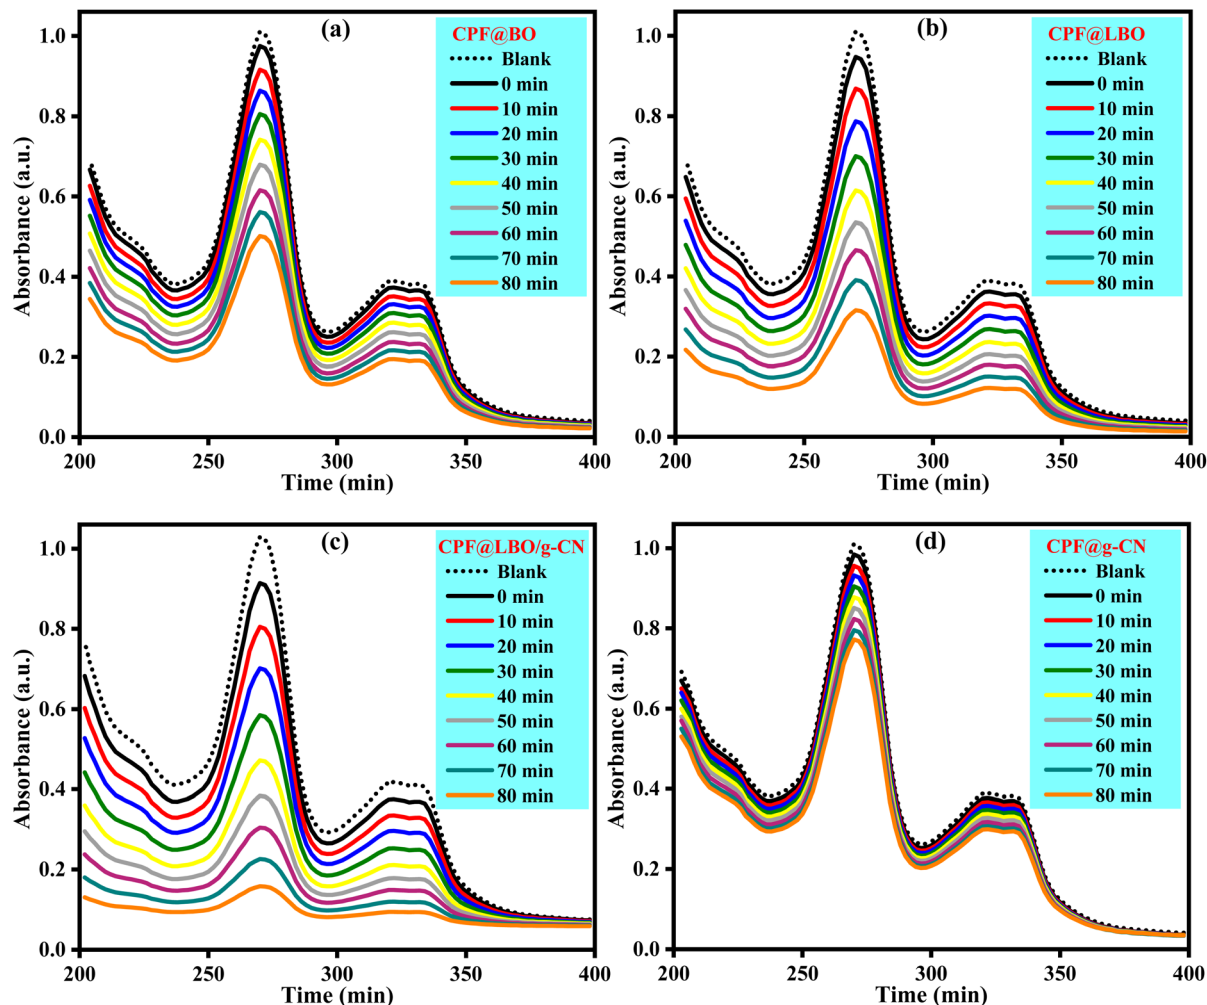 (a)
CPF@BO
Blank
0 min
10 min
20 min
30 min
40 min
50 min
60 min
70 min
80 min
Absorbance (a.u.)
1.0
0.8
0.6
0.4
0.2
0.0
200
250
300
350
400
Time (min)
(b)
CPF@LBO
Blank
0 min
10 min
20 min
30 min
40 min
50 min
60 min
70 min
80 min
Absorbance (a.u.)
1.0
0.8
0.6
0.4
0.2
0.0
200
250
300
350
400
Time (min)
(c)
CPF@LBO/g-CN
Blank
0 min
10 min
20 min
30 min
40 min
50 min
60 min
70 min
80 min
Absorbance (a.u.)
1.0
0.8
0.6
0.4
0.2
0.0
200
250
300
350
400
Time (min)
(d)
CPF@g-CN
Blank
0 min
10 min
20 min
30 min
40 min
50 min
60 min
70 min
80 min
Absorbance (a.u.)
1.0
0.8
0.6
0.4
0.2
0.0
200
250
300
350
400
Time (min)